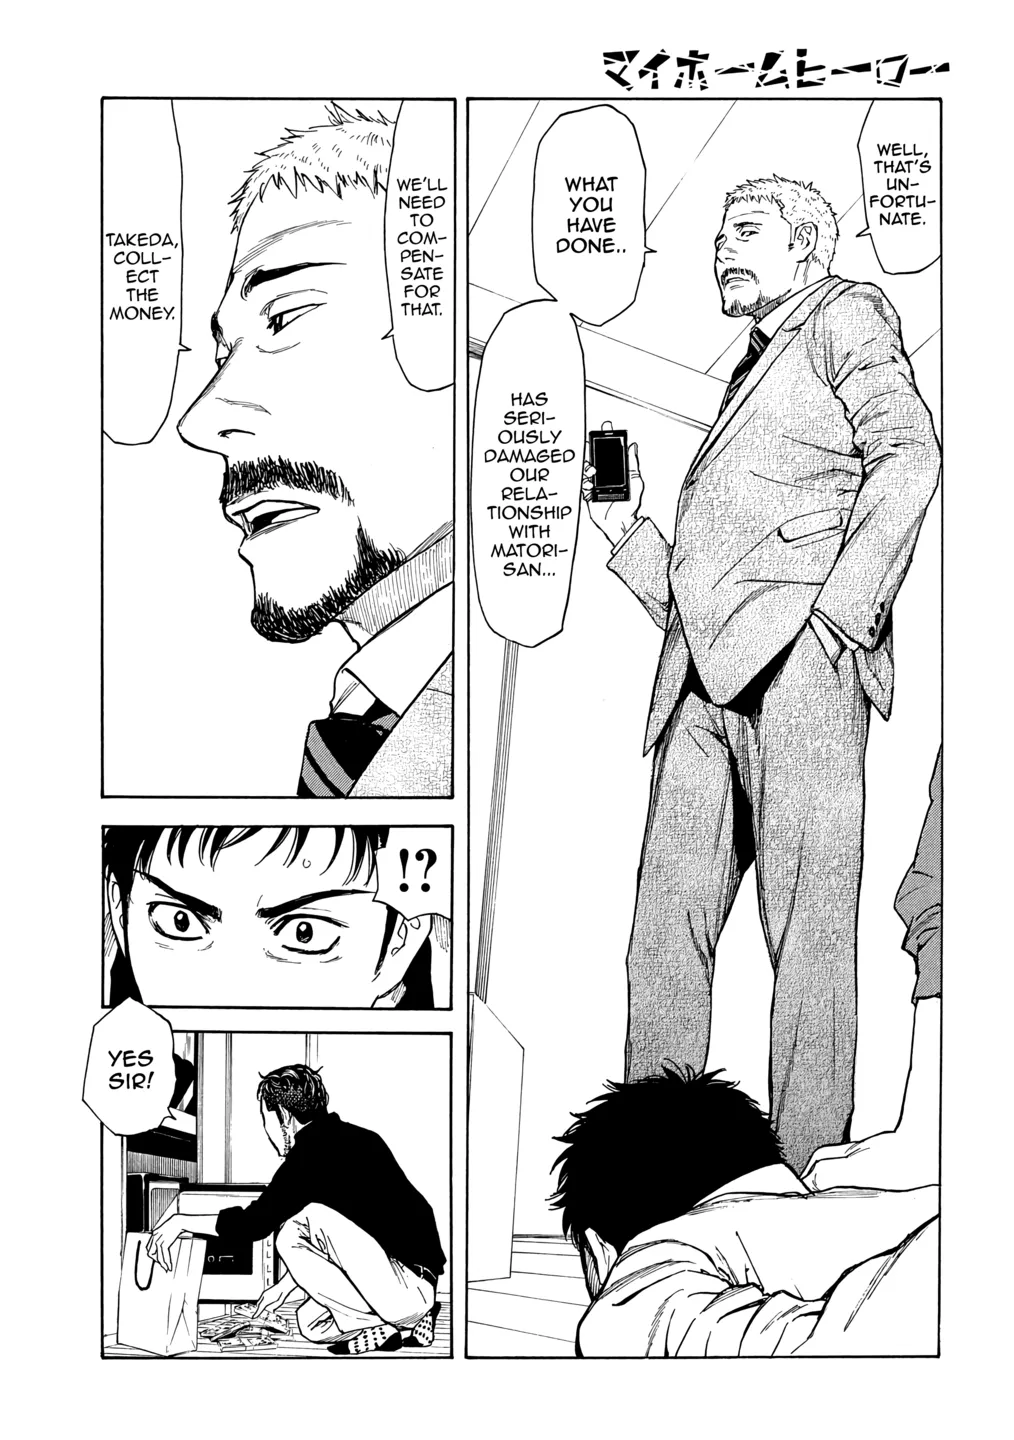 マイホームヒーロー
WELL,
THAT'S
UN-
FORTU-
NATE.
WHAT
YOU
HAVE
DONE..
HAS
SERI-
OUSLY
DAMAGED
OUR
RELA-
TIONSHIP
WITH
MATORI-
SAN...
WE'LL
NEED
TO
COM-
PEN-
SATE
FOR
THAT.
TAKEDA,
COLL-
ECT
THE
MONEY.
!?
YES
SIR!